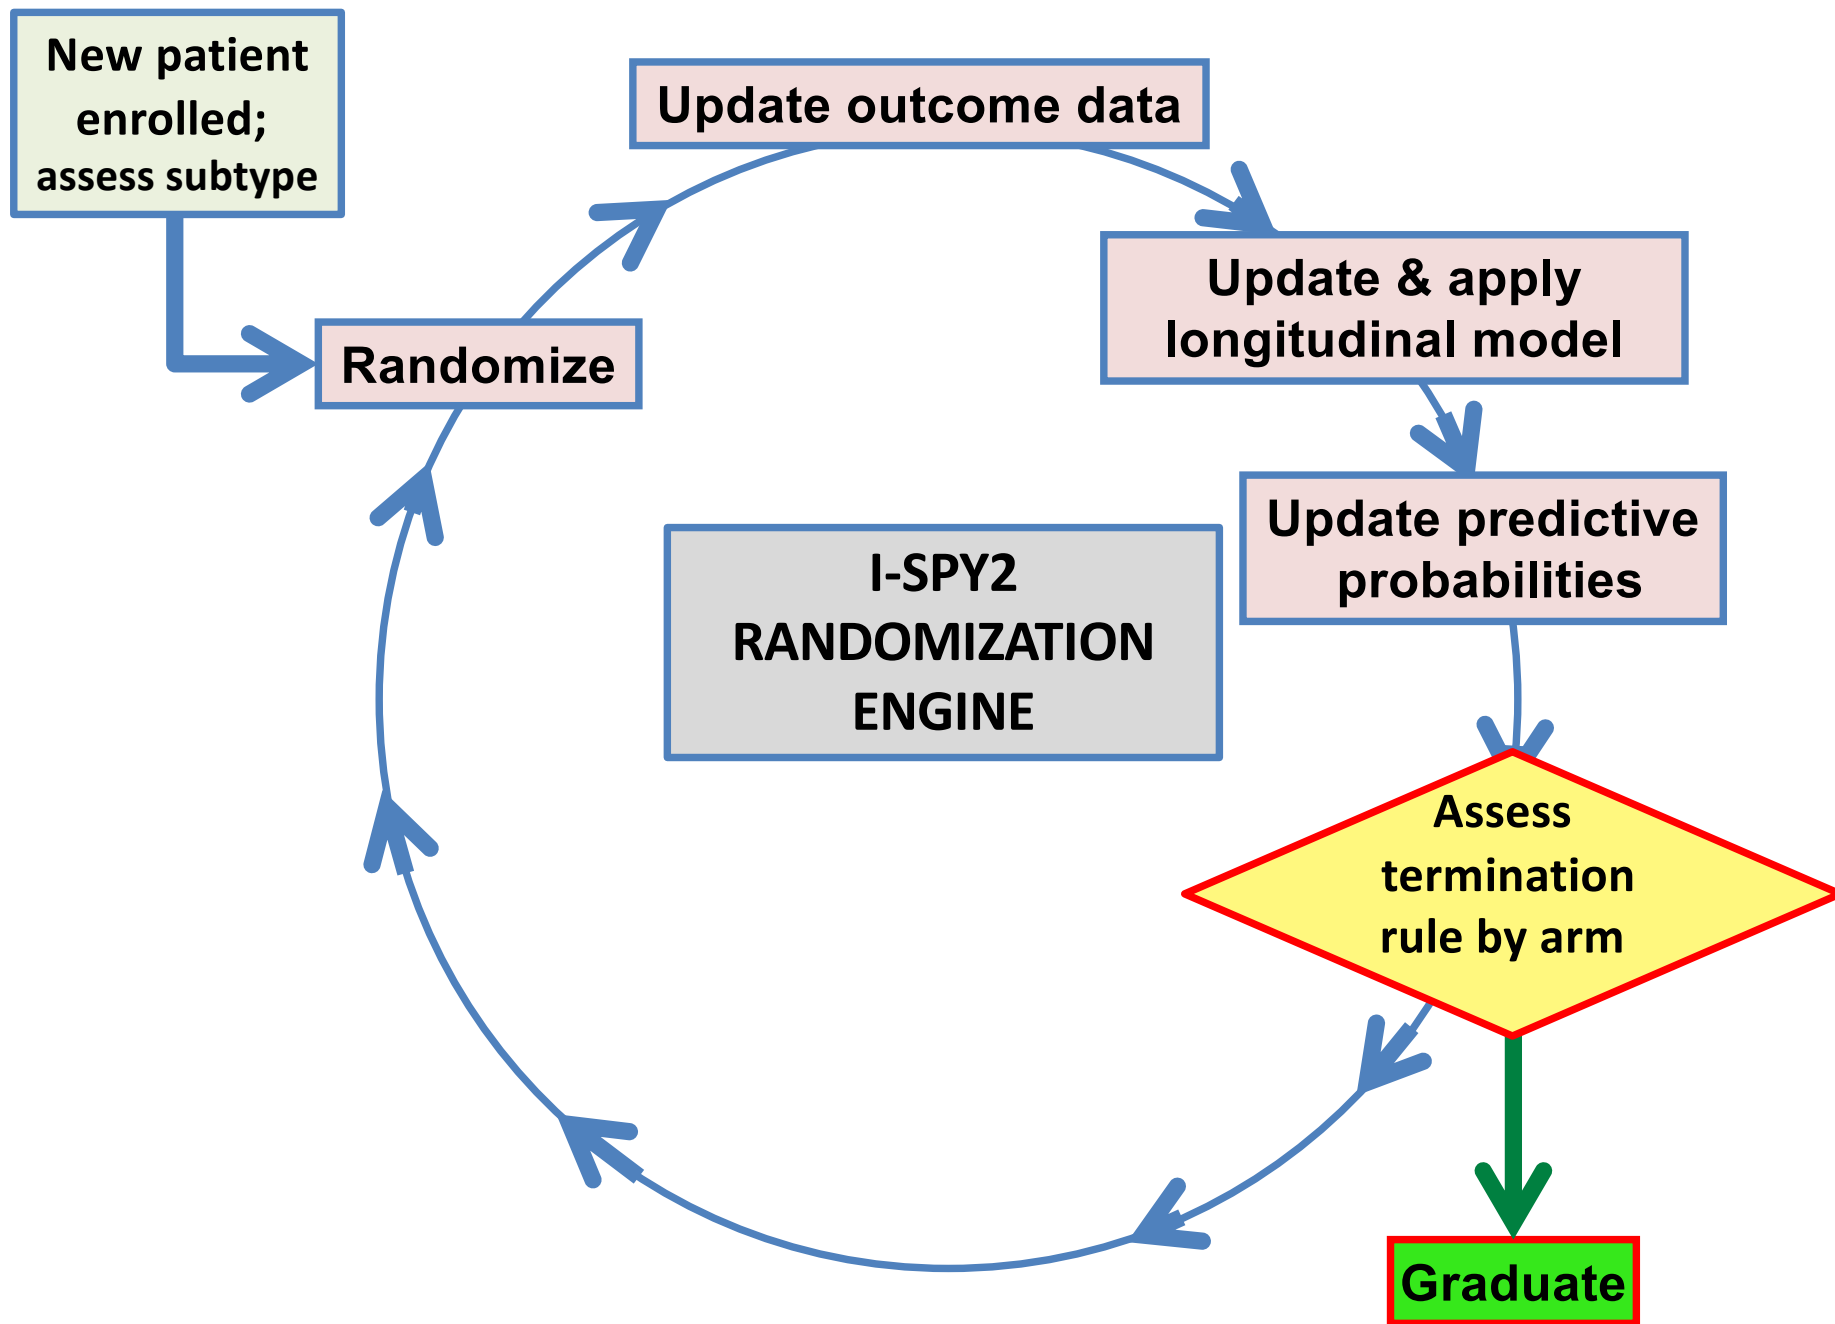 New patient
enrolled;
assess subtype
Update outcome data
Update & apply
longitudinal model
Randomize
Update predictive
probabilities
I-SPY2
RANDOMIZATION
ENGINE
Assess
termination
rule by arm
Graduate